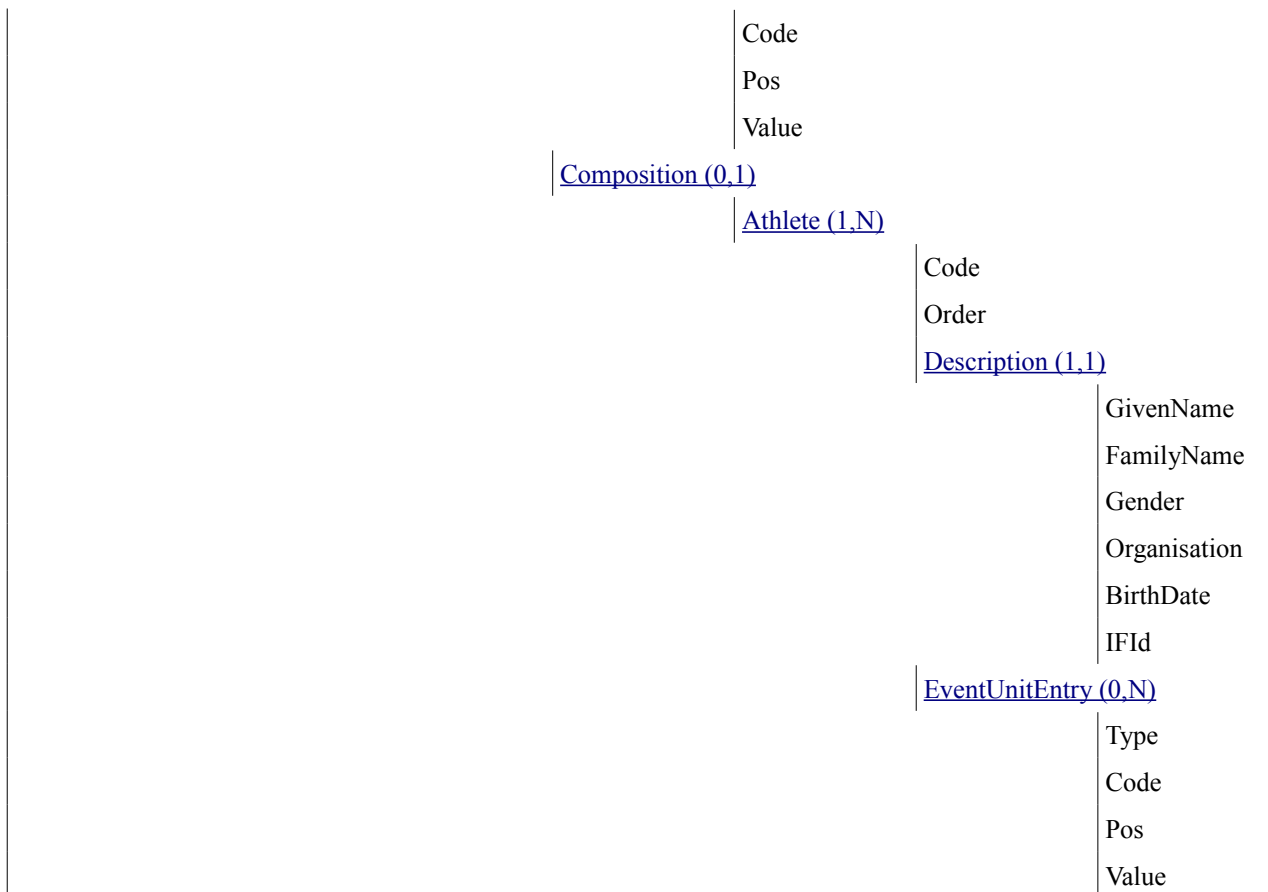 Code
Pos
Value
Composition (0,1)
Athlete (1,N)
Code
Order
Description (1,1)
GivenName
FamilyName
Gender
Organisation
BirthDate
IFId
EventUnitEntry (0,N)
Type
Code
Pos
Value